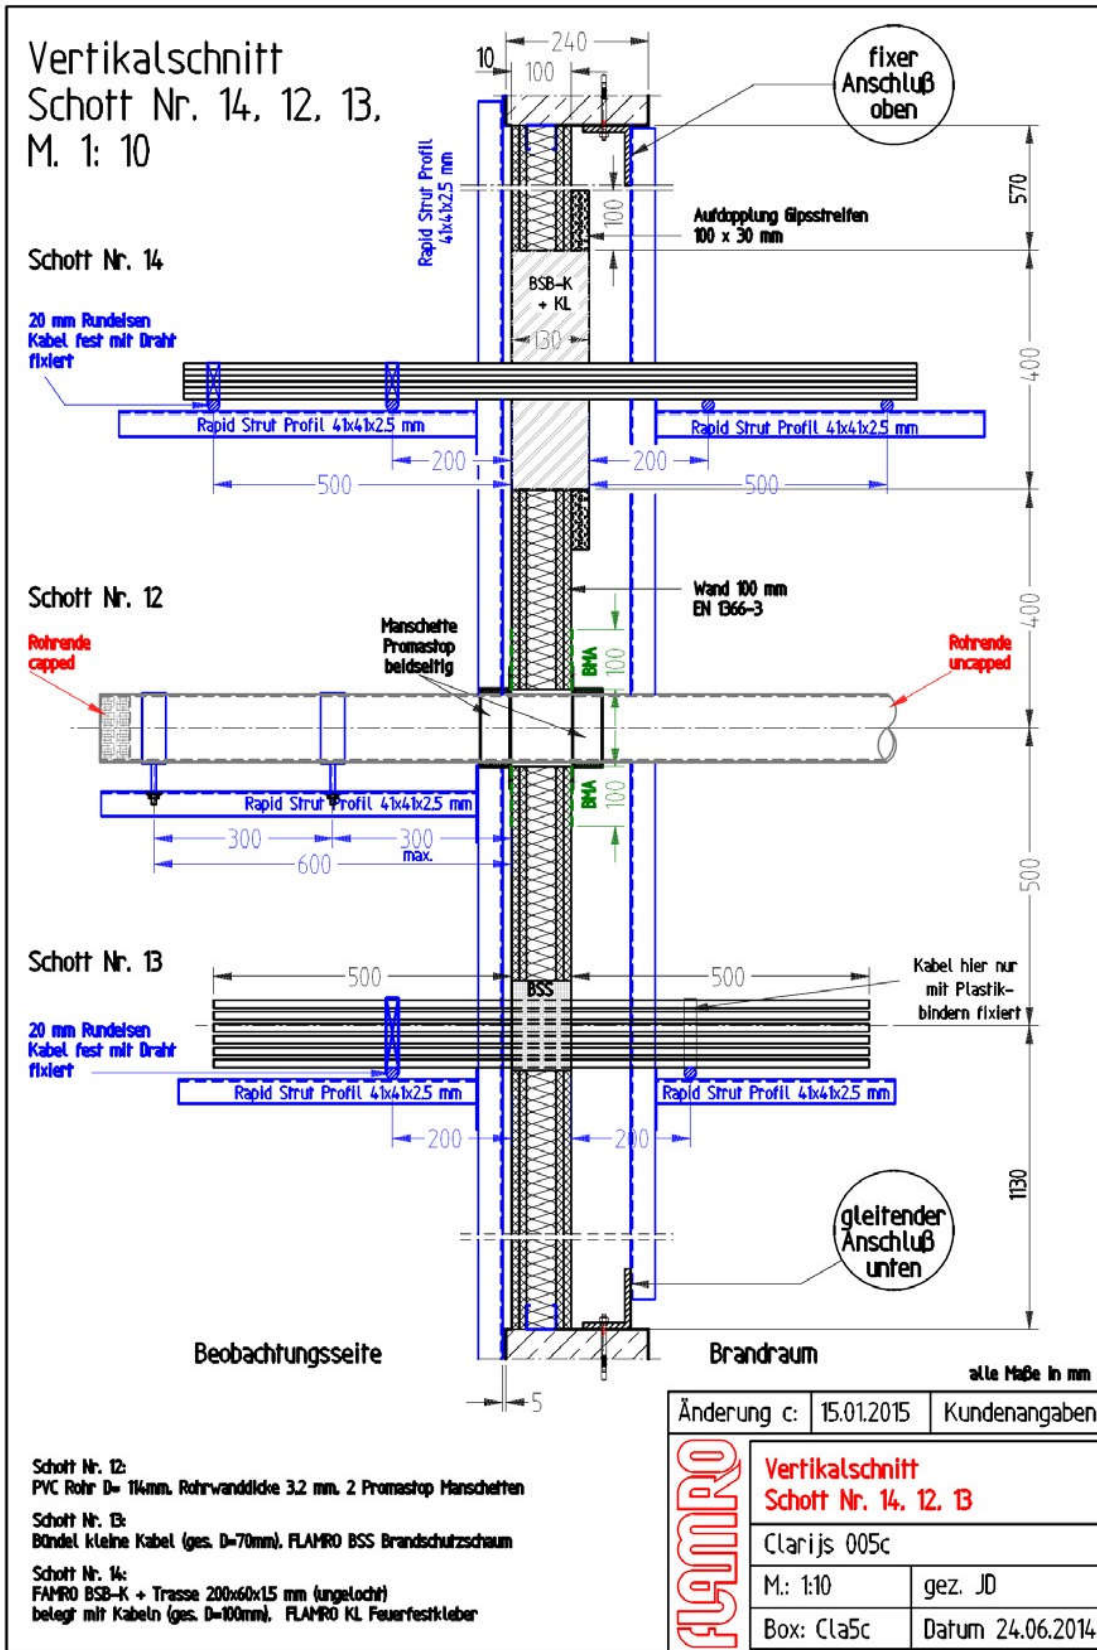 Vertikalschnitt
Schott Nr. 14, 12, 13,
M. 1: 10
240
10
100
fixer
Anschluß
oben
Rapid Strut Profil
41x41x2.5 mm
570
100
Aufdopplung Gipsstreifen
100 x 30 mm
Schott Nr. 14
BSB-K
+ KL
130
20 mm Rundeisen
Kabel fest mit Draht
fixiert
400
Rapid Strut Profil 41x41x2.5 mm
Rapid Strut Profil 41x41x2.5 mm
200
200
500
500
Schott Nr. 12
Wand 100 mm
EN 1366-3
400
Manschette
Promastop
beidseitig
BMA
100
Rohrende
capped
Rohrende
uncapped
BMA
100
Rapid Strut Profil 41x41x2.5 mm
300
300
max.
600
500
Schott Nr. 13
500
500
BSS
Kabel hier nur
mit Plastik-
bindern fixiert
20 mm Rundeisen
Kabel fest mit Draht
fixiert
Rapid Strut Profil 41x41x2.5 mm
Rapid Strut Profil 41x41x2.5 mm
200
200
1130
gleitender
Anschluß
unten
Beobachtungsseite
Brandraum
alle Maße in mm
5
Änderung c: 15.01.2015 Kundenangaben
FLAMRO
Vertikalschnitt
Schott Nr. 14, 12, 13
Clarijs 005c
M.: 1:10 gez. JD
Box: Cla5c Datum 24.06.2014
Schott Nr. 12:
PVC Rohr D= 114mm, Rohrwanddicke 3,2 mm, 2 Promastop Manschetten
Schott Nr. 13:
Bündel kleine Kabel (ges. D=70mm), FLAMRO BSS Brandschutzschaum
Schott Nr. 14:
FAMRO BSB-K + Trasse 200x60x1,5 mm (ungelocht)
belegt mit Kabeln (ges. D=100mm), FLAMRO KL Feuerfestkleber